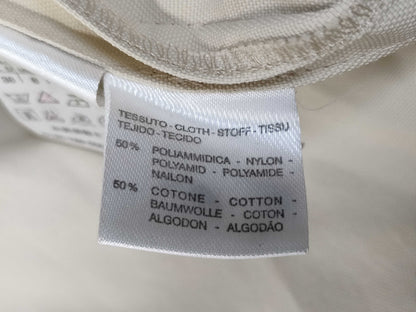 TESSUTO - CLOTH - STOFF - TISSU
TEJIDO - TECIDO
50% POLIAMMIDICA - NYLON -
POLYAMID - POLYAMIDE -
NAILON
50% COTONE - COTTON -
BAUMWOLLE - COTON -
ALGODON - ALGODÃO